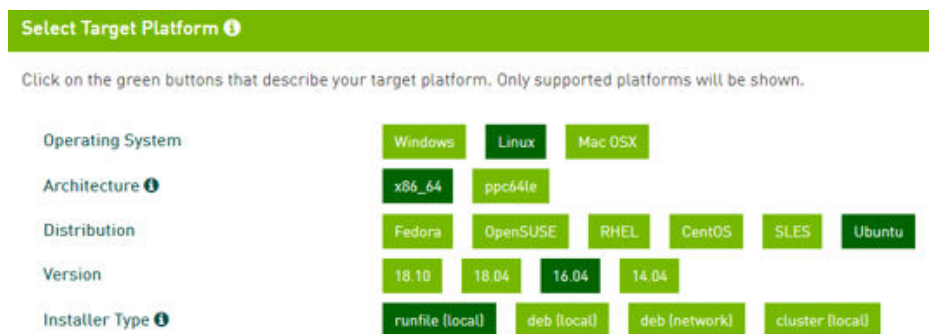 Select Target Platform
Click on the green buttons that describe your target platform. Only supported platforms will be shown.
Operating System Windows Linux Mac OSX
Architecture x86_64 ppc64le
Distribution Fedora OpenSUSE RHEL CentOS SLES Ubuntu
Version 18.10 18.04 16.04 14.04
Installer Type runfile (local) deb (local) deb (network) cluster (local)